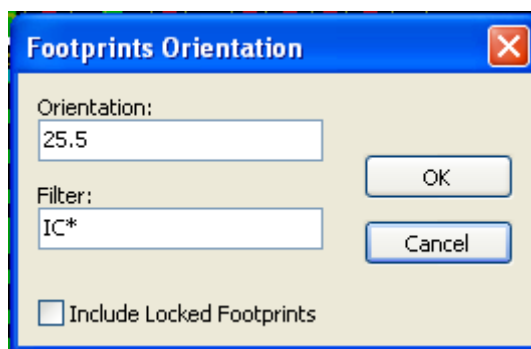 Footprints Orientation
Orientation:
25.5
OK
Filter:
IC*
Cancel
Include Locked Footprints